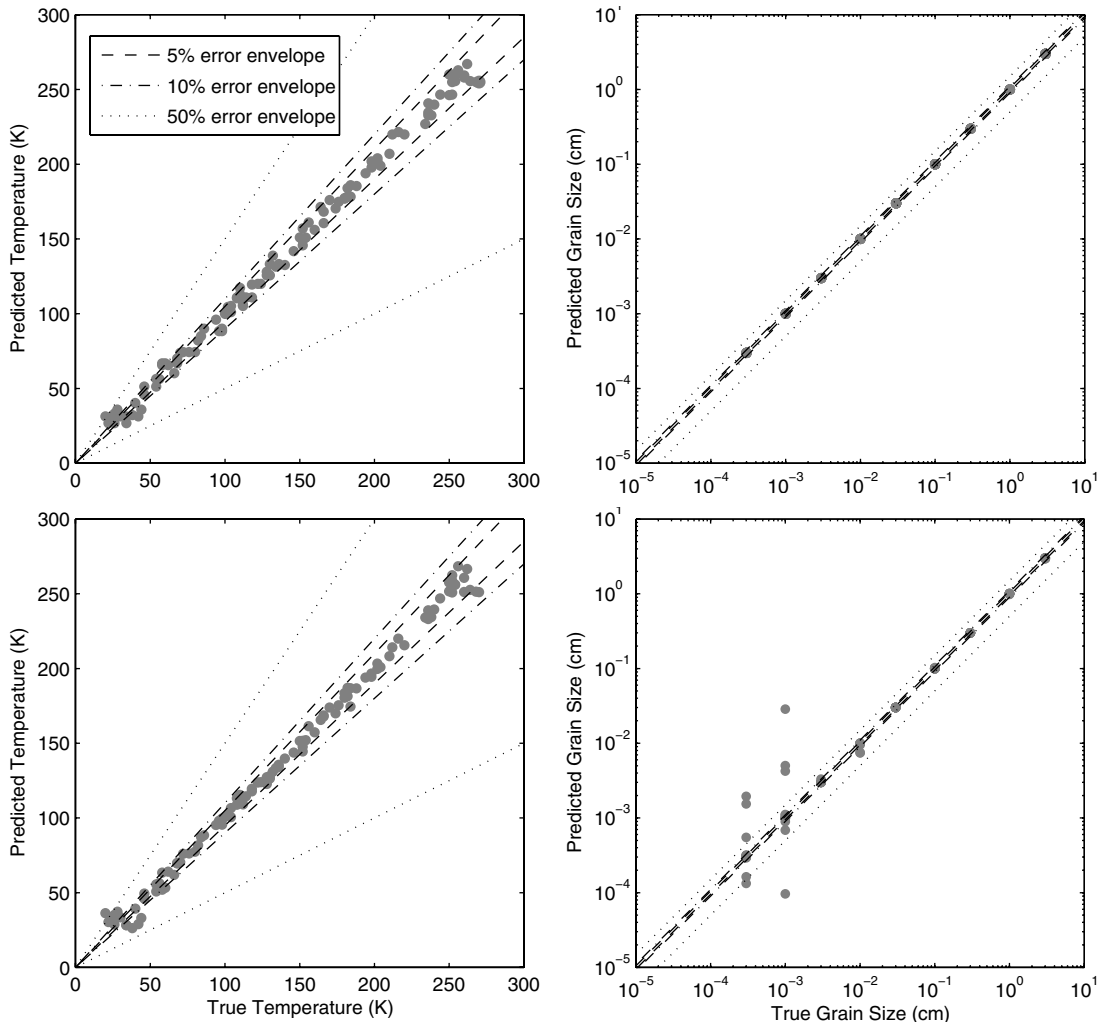 300
250
200
150
100
50
0
Predicted Temperature (K)
5% error envelope
10% error envelope
50% error envelope
0 50 100 150 200 250 300
10¹
10⁰
10⁻¹
10⁻²
10⁻³
10⁻⁴
10⁻⁵
Predicted Grain Size (cm)
10⁻⁵ 10⁻⁴ 10⁻³ 10⁻² 10⁻¹ 10⁰ 10¹
300
250
200
150
100
50
0
Predicted Temperature (K)
0 50 100 150 200 250 300
True Temperature (K)
10¹
10⁰
10⁻¹
10⁻²
10⁻³
10⁻⁴
10⁻⁵
Predicted Grain Size (cm)
10⁻⁵ 10⁻⁴ 10⁻³ 10⁻² 10⁻¹ 10⁰ 10¹
True Grain Size (cm)